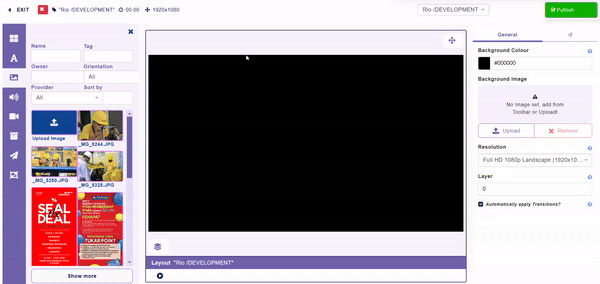 EXIT "Rio /DEVELOPMENT" 00:00 1920x1080 Rio /DEVELOPMENT Publish
Name Tag
Owner Orientation
All
Provider Sort by
All
Upload Image _MG_5244.JPG
_MG_5250.JPG _MG_5328.JPG
SEAL
DEAL
TUKAR POIN?
Show more
Layout "Rio /DEVELOPMENT"
General
Background Colour
#000000
Background Image
No image set, add from
Toolbar or Upload!
Upload Remove
Resolution
Full HD 1080p Landscape (1920x10...
Layer
0
Automatically apply Transitions?